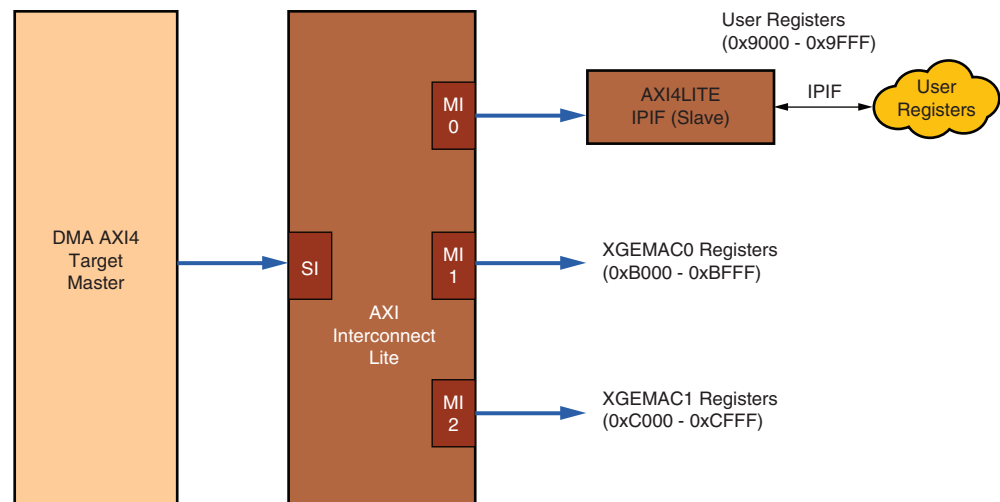 User Registers
(0x9000 - 0x9FFF)
MI
0
AXI4LITE
IPIF (Slave)
IPIF
User
Registers
DMA AXI4
Target
Master
SI
MI
1
XGEMAC0 Registers
(0xB000 - 0xBFFF)
AXI
Interconnect
Lite
MI
2
XGEMAC1 Registers
(0xC000 - 0xCFFF)